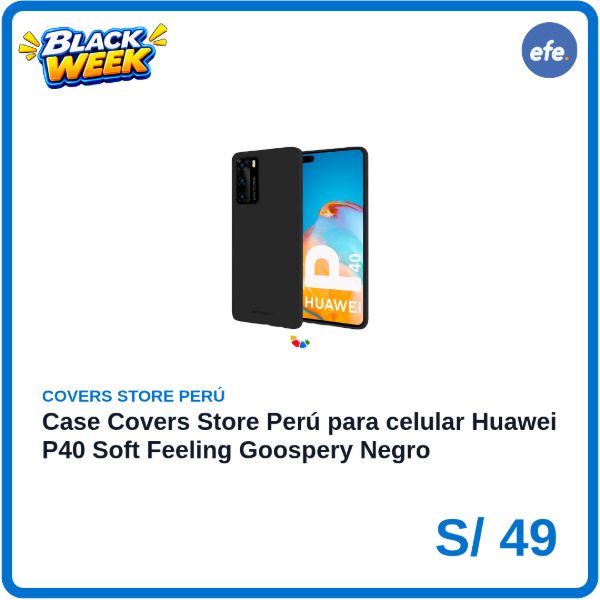 BLACK
WEEK
efe.
P
40
HUAWEI
COVERS STORE PERÚ
Case Covers Store Perú para celular Huawei
P40 Soft Feeling Goospery Negro
S/ 49